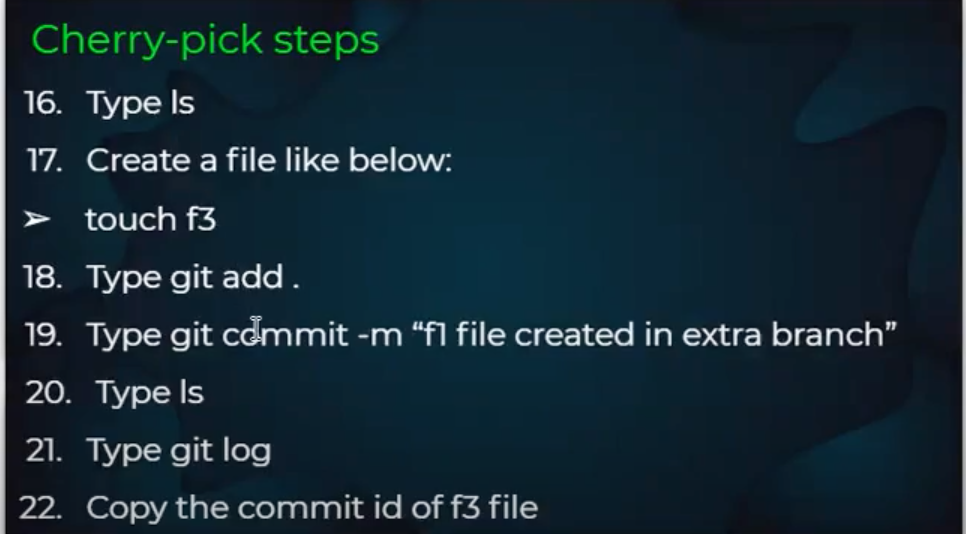 Cherry-pick steps
16. Type ls
17. Create a file like below:
➢ touch f3
18. Type git add .
19. Type git commit -m “f1 file created in extra branch”
20. Type ls
21. Type git log
22. Copy the commit id of f3 file